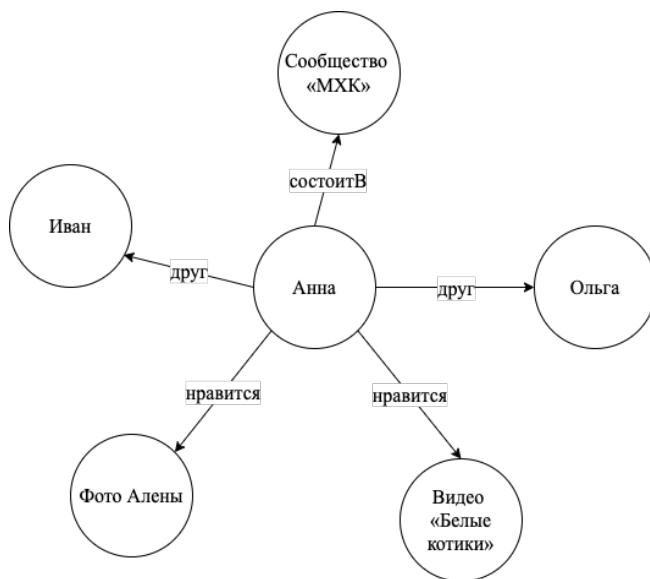 Сообщество
«МХК»
состоитВ
Иван
друг
Анна
друг
Ольга
нравится
нравится
Фото Алены
Видео
«Белые
котики»